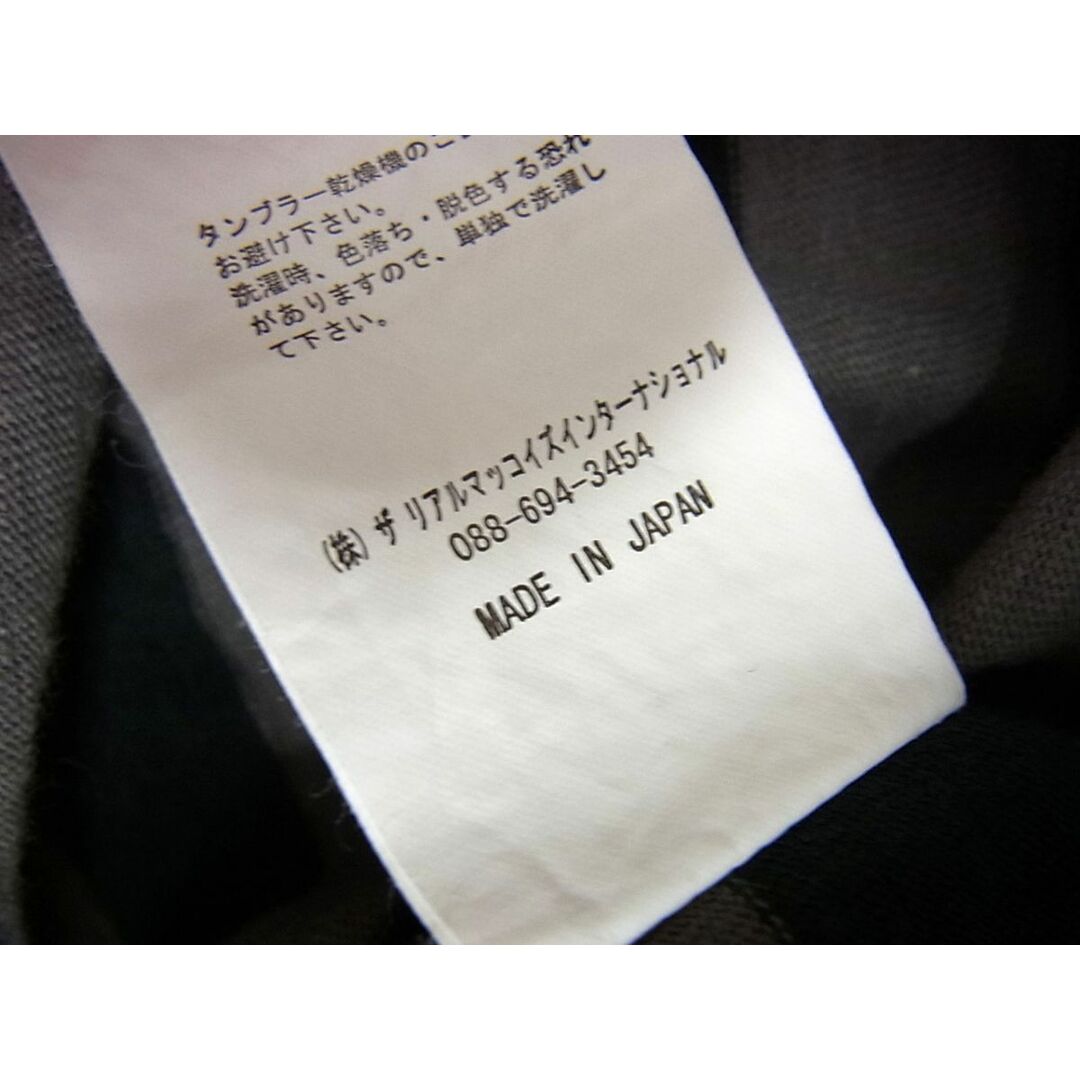 タンブラー乾燥機のご
お避け下さい。
洗濯時、色落ち・脱色する恐れ
がありますので、単独で洗濯し
て下さい。
(株)ザ リアルマッコイズインターナショナル
088-694-3454
MADE IN JAPAN